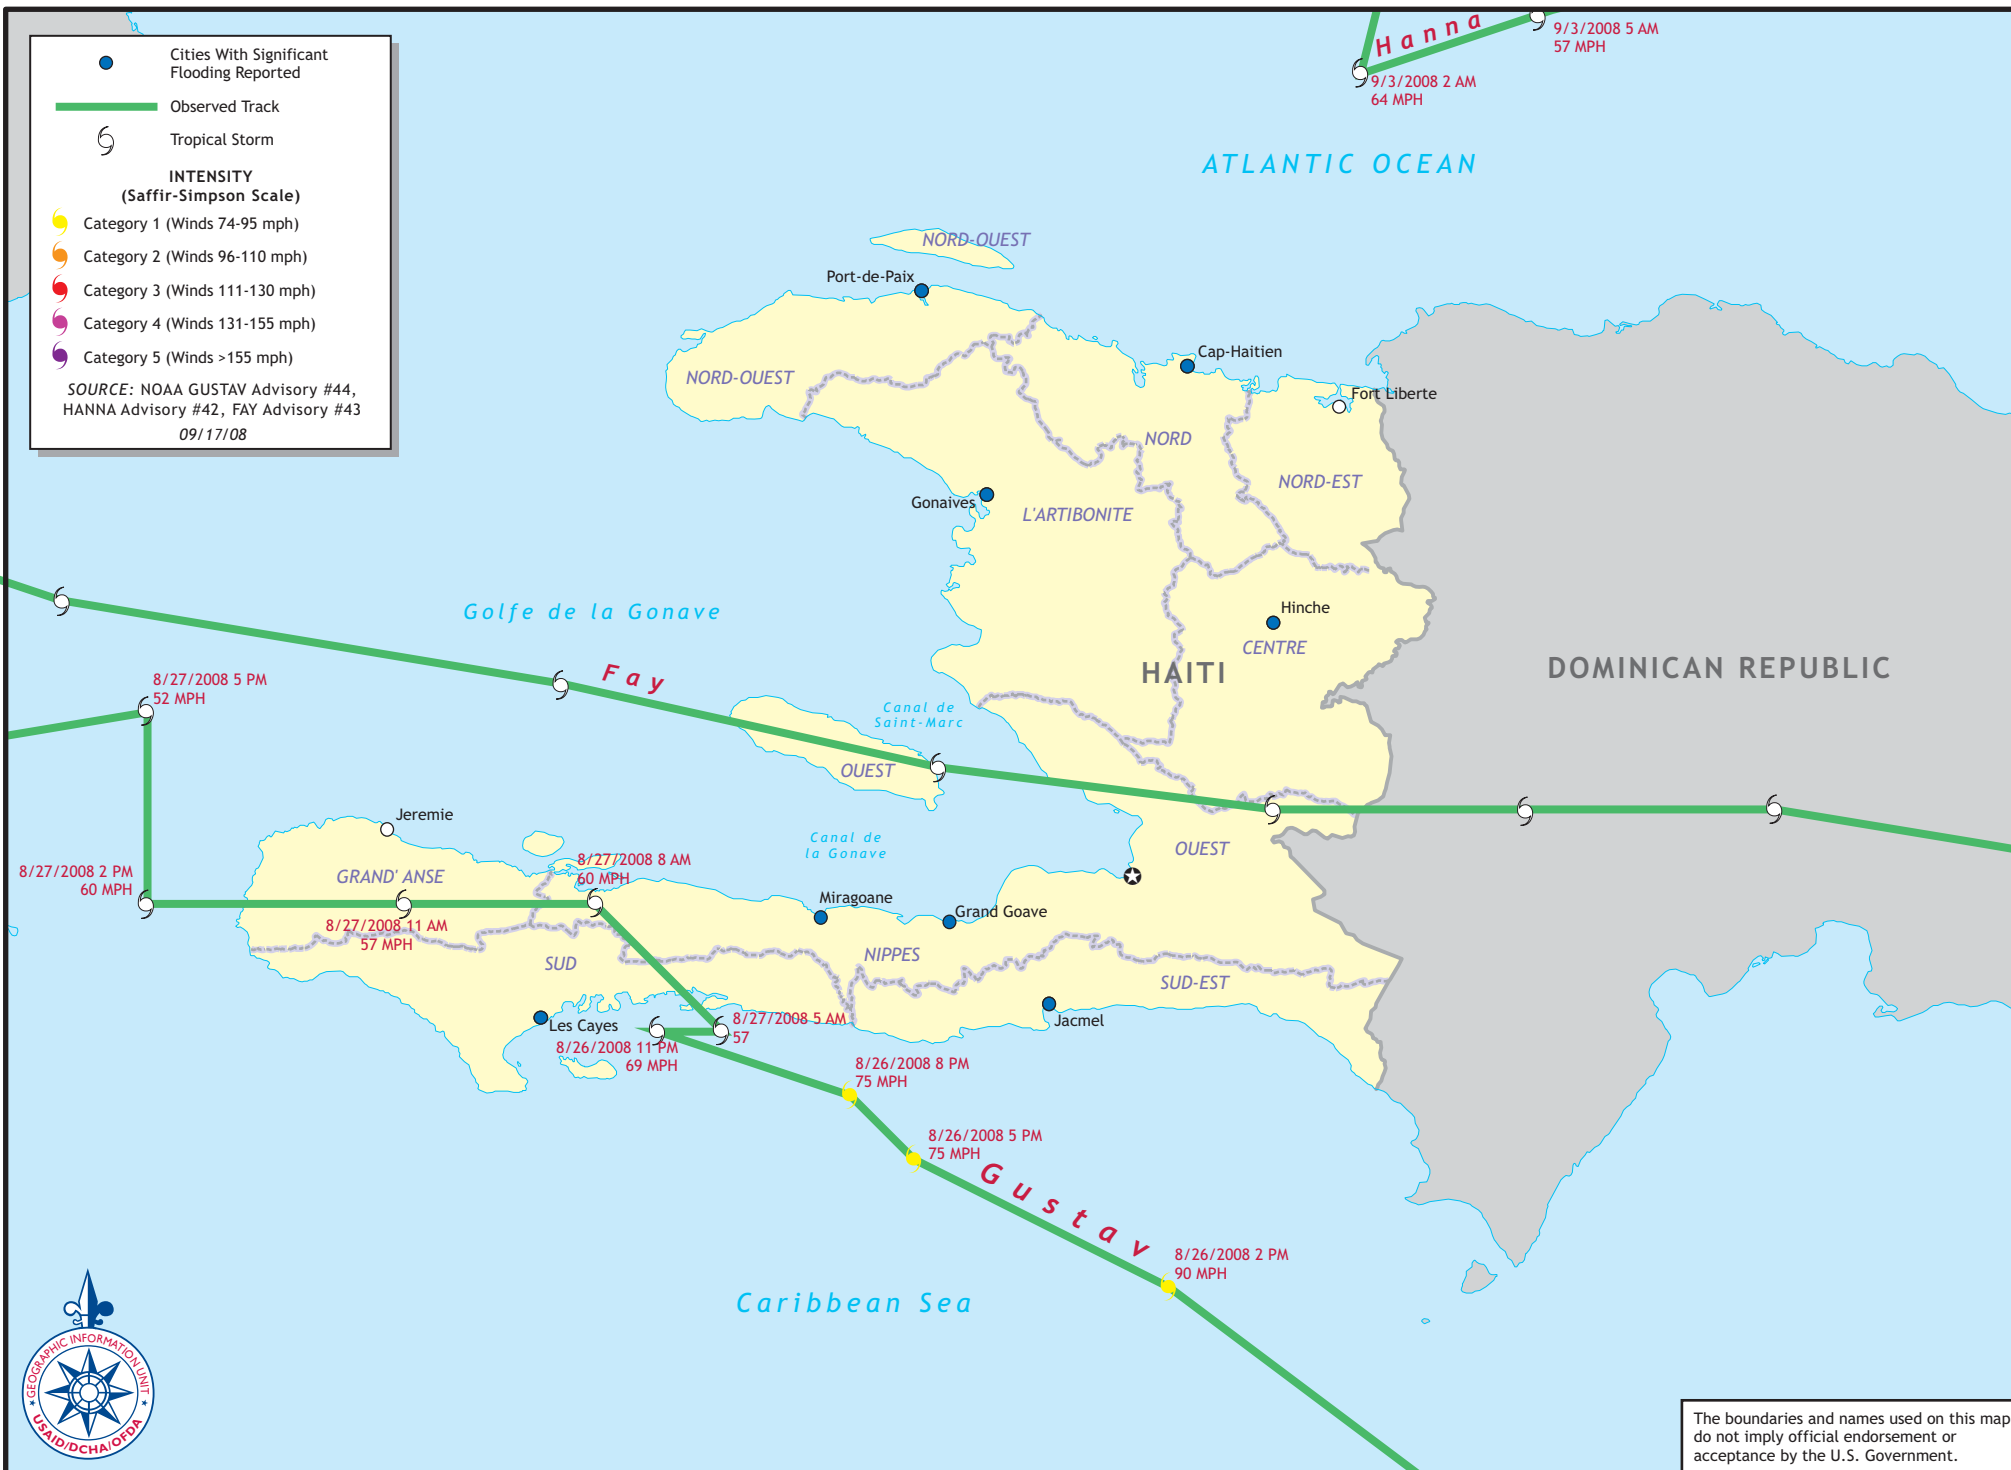 Cities With Significant
Flooding Reported
Observed Track
Tropical Storm
INTENSITY
(Saffir-Simpson Scale)
Category 1 (Winds 74-95 mph)
Category 2 (Winds 96-110 mph)
Category 3 (Winds 111-130 mph)
Category 4 (Winds 131-155 mph)
Category 5 (Winds >155 mph)
SOURCE: NOAA GUSTAV Advisory #44,
HANNA Advisory #42, FAY Advisory #43
09/17/08
Hanna
9/3/2008 5 AM
57 MPH
9/3/2008 2 AM
64 MPH
ATLANTIC OCEAN
NORD-OUEST
Port-de-Paix
Cap-Haitien
NORD-OUEST
Fort Liberte
NORD
NORD-EST
Gonaives
L'ARTIBONITE
Golfe de la Gonave
Hinche
CENTRE
HAITI
DOMINICAN REPUBLIC
Fay
8/27/2008 5 PM
52 MPH
Canal de
Saint-Marc
OUEST
Jeremie
Canal de
la Gonave
OUEST
8/27/2008 8 AM
60 MPH
8/27/2008 2 PM
60 MPH
GRAND' ANSE
Miragoane
Grand Goave
8/27/2008 11 AM
57 MPH
NIPPES
SUD
SUD-EST
Les Cayes
8/27/2008 5 AM
57
Jacmel
8/26/2008 11 PM
69 MPH
8/26/2008 8 PM
75 MPH
8/26/2008 5 PM
75 MPH
Gustav
8/26/2008 2 PM
90 MPH
Caribbean Sea
GEOGRAPHIC INFORMATION UNIT
USAID/DCHA/OFDA
The boundaries and names used on this map
do not imply official endorsement or
acceptance by the U.S. Government.